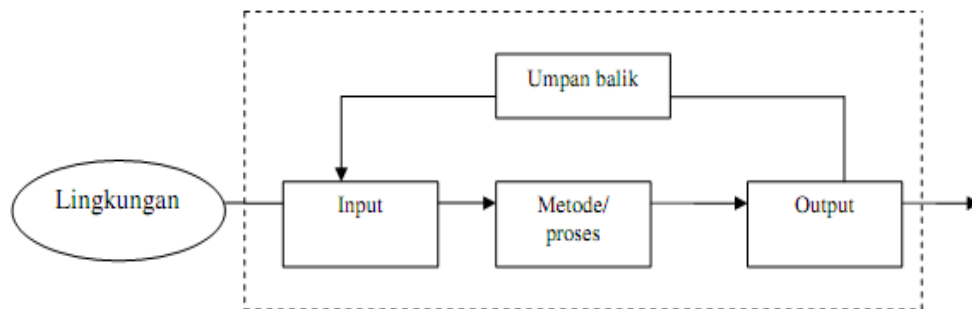 Umpan balik
Lingkungan
Input
Metode/
proses
Output